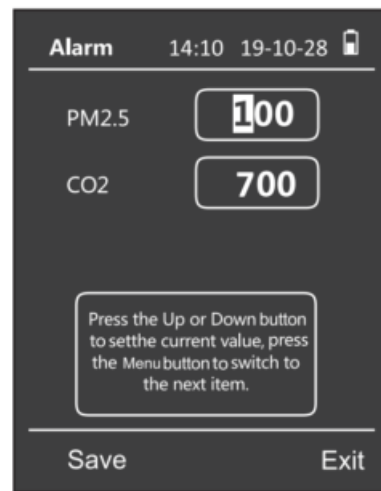 Alarm 14:10 19-10-28
PM2.5 100
CO2 700
Press the Up or Down button
to setthe current value, press
the Menu button to switch to
the next item.
Save Exit